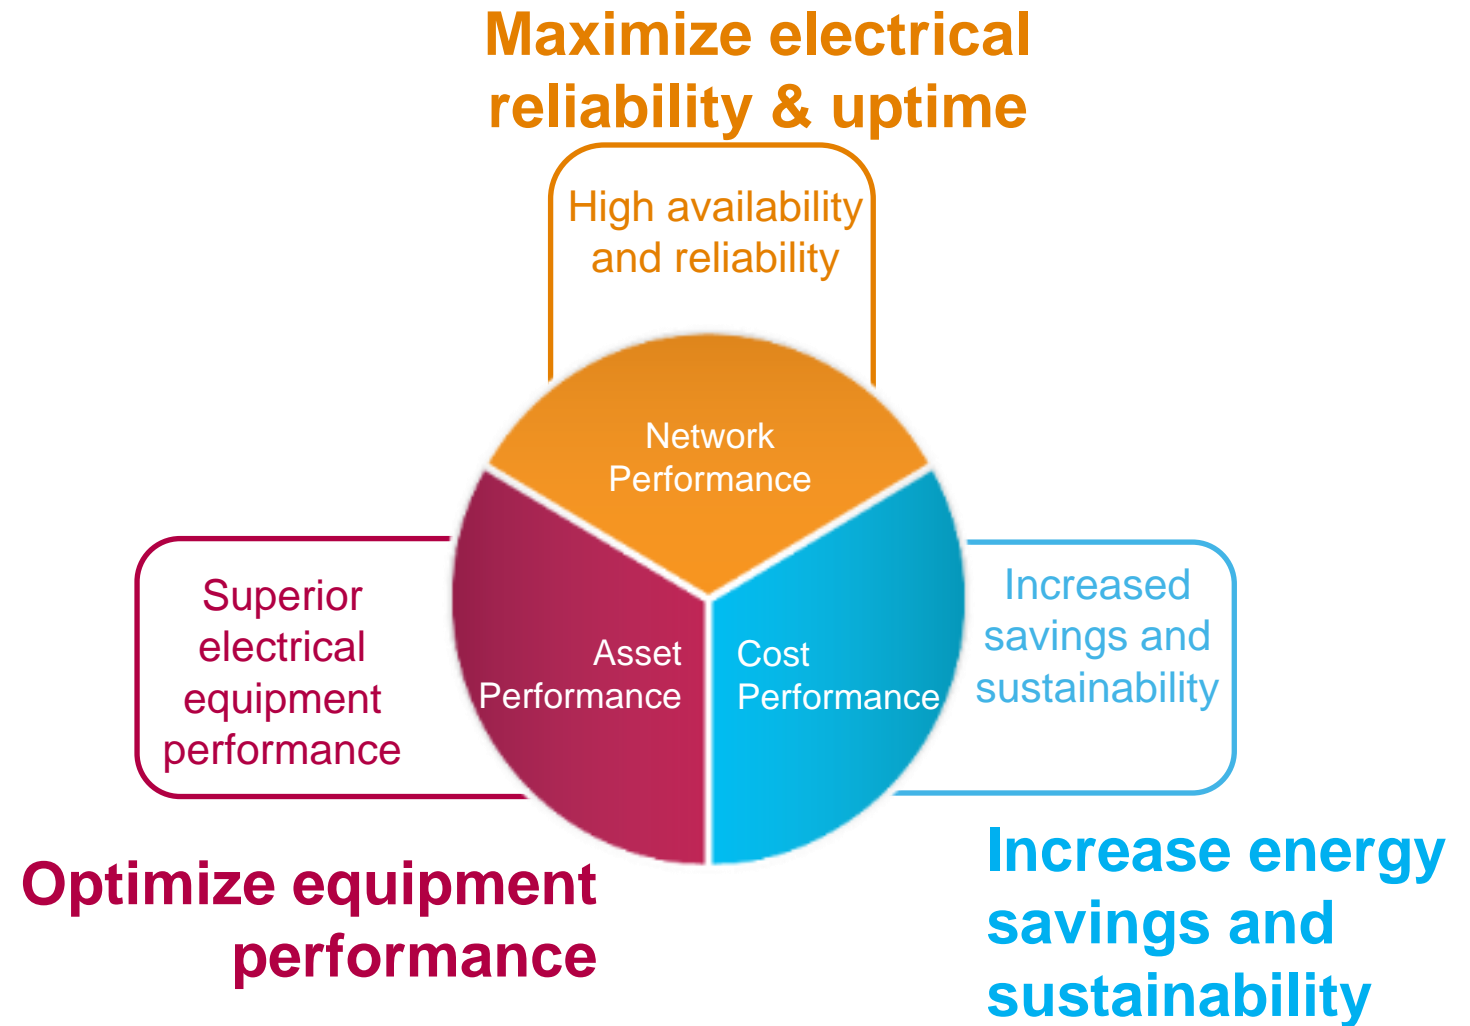 Maximize electrical
reliability & uptime
High availability
and reliability
Network
Performance
Superior
electrical
equipment
performance
Asset
Performance
Cost
Performance
Increased
savings and
sustainability
Optimize equipment
performance
Increase energy
savings and
sustainability